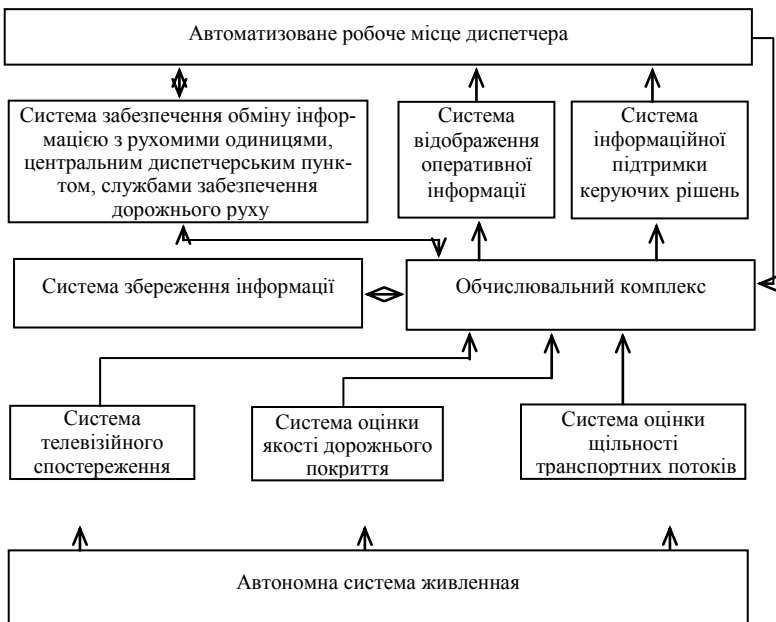 Автоматизоване робоче місце диспетчера
Система забезпечення обміну інфор-
мацією з рухомими одиницями,
центральним диспетчерським пунк-
том, службами забезпечення
дорожнього руху
Система
відображення
оперативної
інформації
Система
інформаційної
підтримки
керуючих рішень
Система збереження інформації
Обчислювальний комплекс
Система
телевізійного
спостереження
Система оцінки
якості дорожнього
покриття
Система оцінки
щільності
транспортних потоків
Автономна система живленная